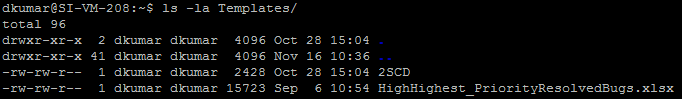 dkumar@SI-VM-208:~$ ls -la Templates/
total 96
drwxr-xr-x  2 dkumar dkumar  4096 Oct 28 15:04 .
drwxr-xr-x 41 dkumar dkumar  4096 Nov 16 10:36 ..
-rw-rw-r--  1 dkumar dkumar  2428 Oct 28 15:04 2SCD
-rw-rw-r--  1 dkumar dkumar 15723 Sep  6 10:54 HighHighest_PriorityResolvedBugs.xlsx